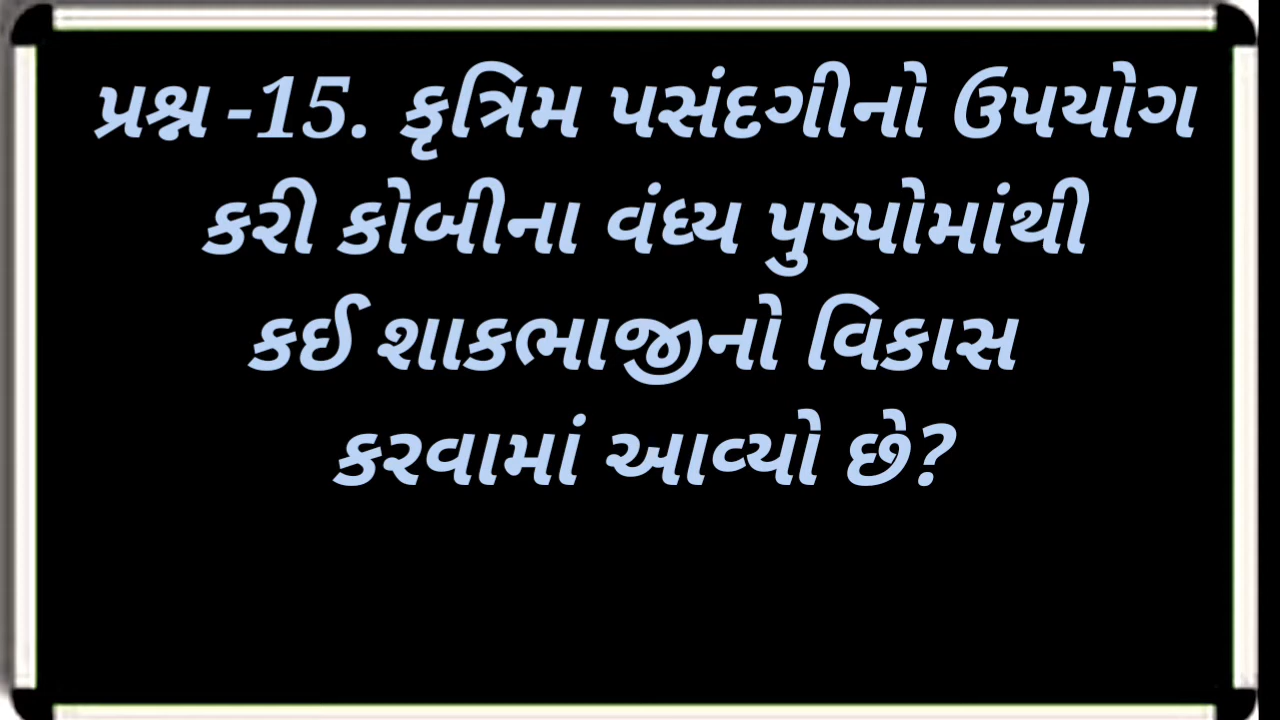 પ્રશ્ન -15. કૃત્રિમ પસંદગીનો ઉપયોગ
કરી કોબીના વંધ્ય પુષ્પોમાંથી
કઈ શાકભાજીનો વિકાસ
કરવામાં આવ્યો છે?